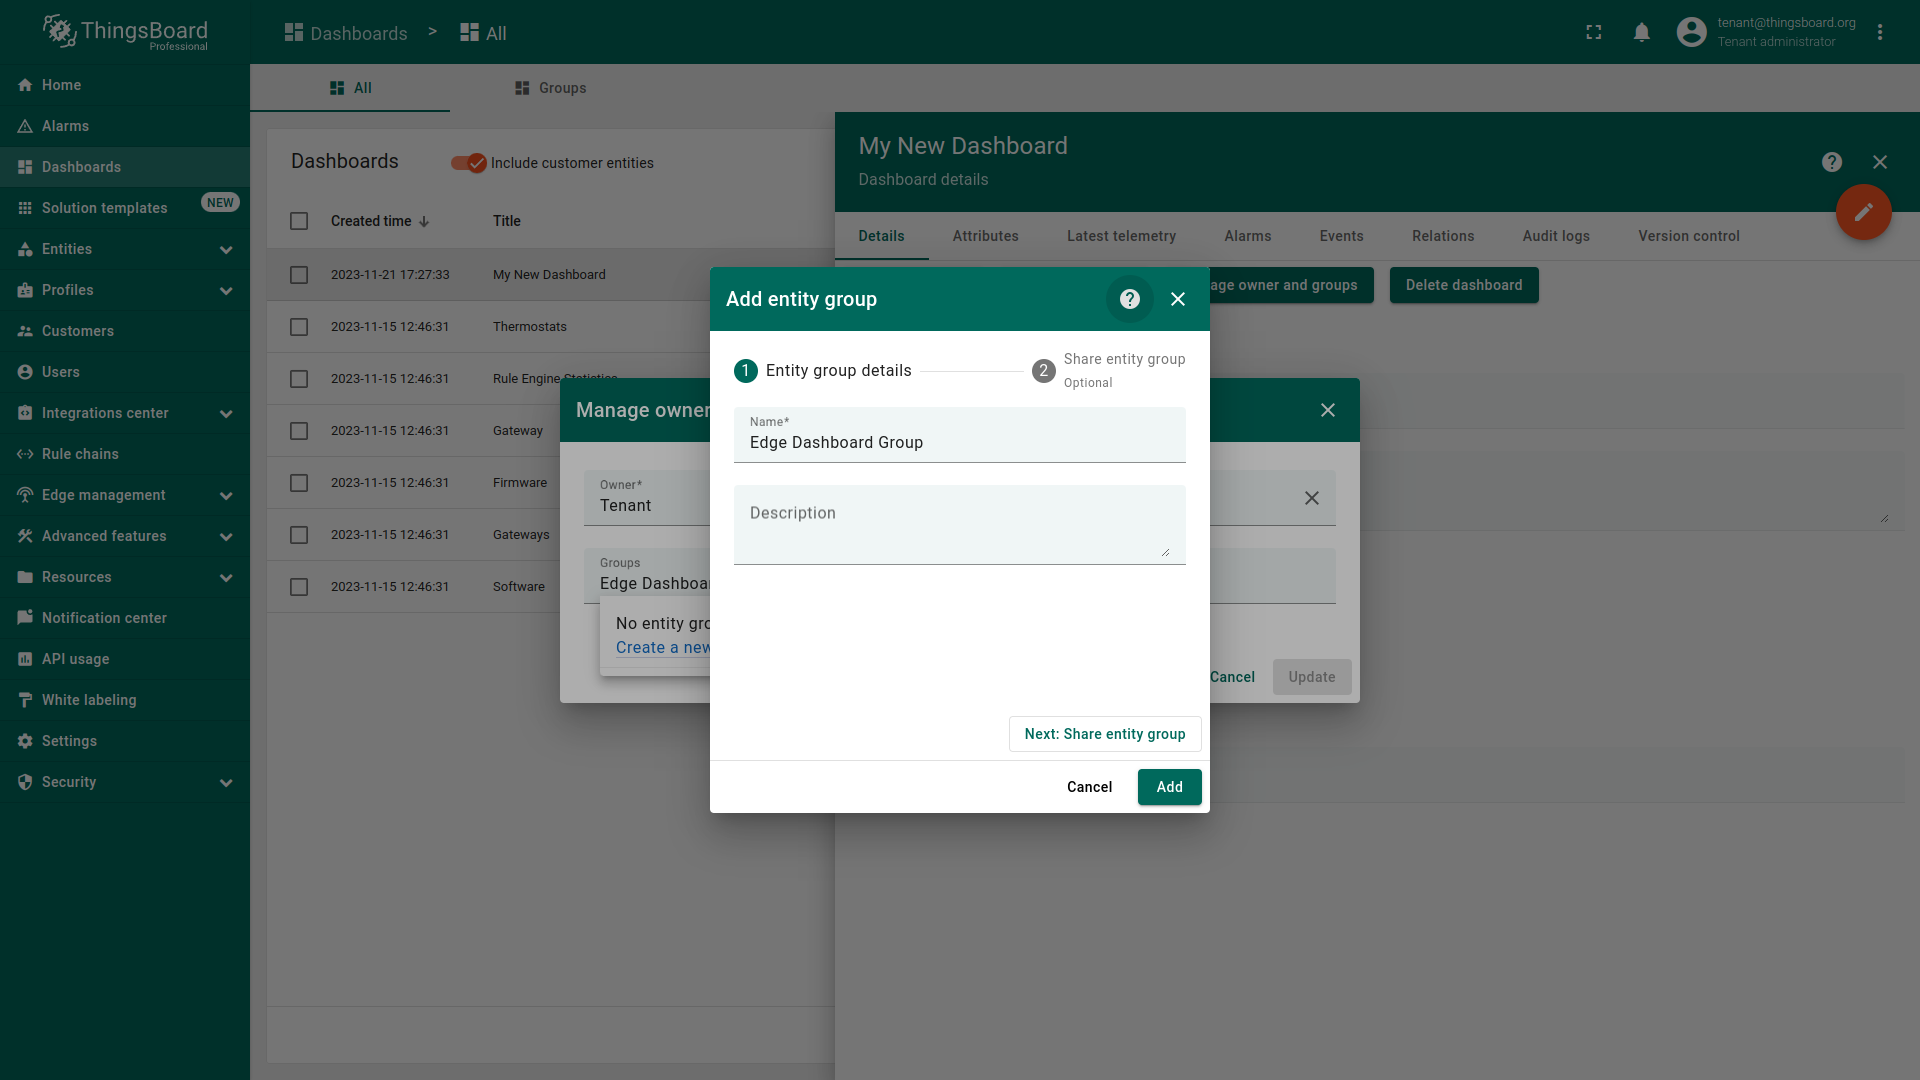 ThingsBoard
Professional
Dashboards > All
tenant@thingsboard.org
Tenant administrator
Home
Alarms
Dashboards
Solution templates NEW
Entities
Profiles
Customers
Users
Integrations center
Rule chains
Edge management
Advanced features
Resources
Notification center
API usage
White labeling
Settings
Security
All Groups
Dashboards Include customer entities
Created time Title
2023-11-21 17:27:33 My New Dashboard
2023-11-15 12:46:31 Thermostats
2023-11-15 12:46:31 Rule Engine Statistics
2023-11-15 12:46:31 Gateway
2023-11-15 12:46:31 Firmware
2023-11-15 12:46:31 Gateways
2023-11-15 12:46:31 Software
My New Dashboard
Dashboard details
Details Attributes Latest telemetry Alarms Events Relations Audit logs Version control
age owner and groups Delete dashboard
Manage owner
Owner*
Tenant
Groups
Edge Dashboa
No entity gro
Create a new
Cancel Update
Add entity group
1 Entity group details
2 Share entity group
Optional
Name*
Edge Dashboard Group
Description
Next: Share entity group
Cancel Add